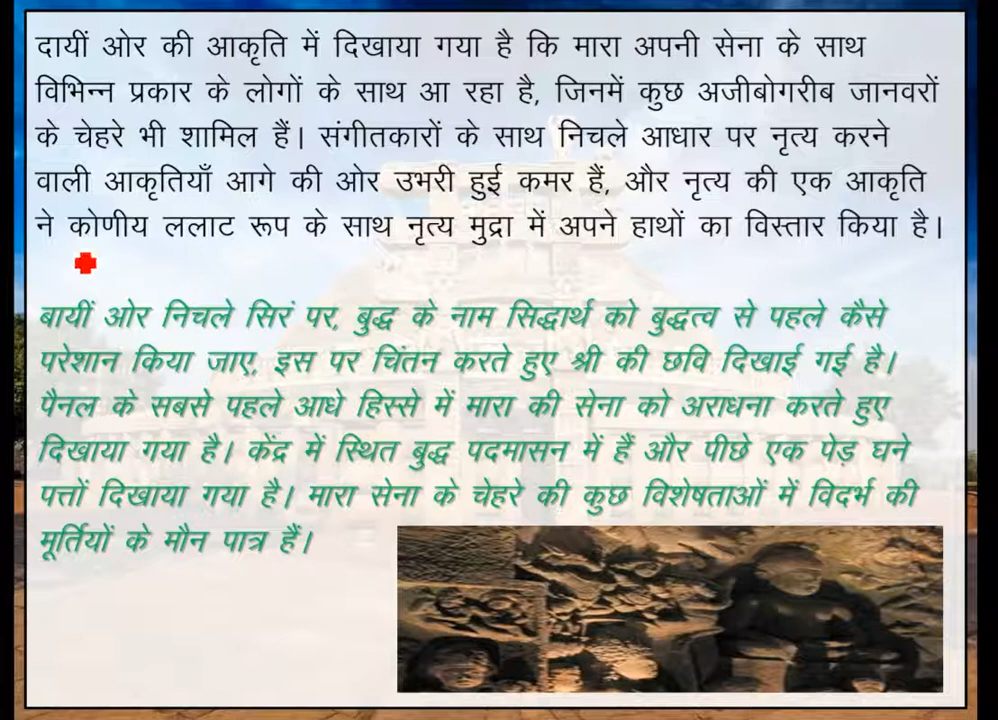 दायीं ओर की आकृति में दिखाया गया है कि मारा अपनी सेना के साथ
विभिन्न प्रकार के लोगों के साथ आ रहा है, जिनमें कुछ अजीबोगरीब जानवरों
के चेहरे भी शामिल हैं। संगीतकारों के साथ निचले आधार पर नृत्य करने
वाली आकृतियाँ आगे की ओर उभरी हुई कमर हैं, और नृत्य की एक आकृति
ने कोणीय ललाट रूप के साथ नृत्य मुद्रा में अपने हाथों का विस्तार किया है।
बायीं ओर निचले सिरं पर, बुद्ध के नाम सिद्धार्थ को बुद्धत्व से पहले कैसे
परेशान किया जाए, इस पर चिंतन करते हुए श्री की छवि दिखाई गई है।
पैनल के सबसे पहले आधे हिस्से में मारा की सेना को अराधना करते हुए
दिखाया गया है। केंद्र में स्थित बुद्ध पदमासन में हैं और पीछे एक पेड़ घने
पत्तों दिखाया गया है। मारा सेना के चेहरे की कुछ विशेषताओं में विदर्भ की
मूर्तियों के मौन पात्र हैं।